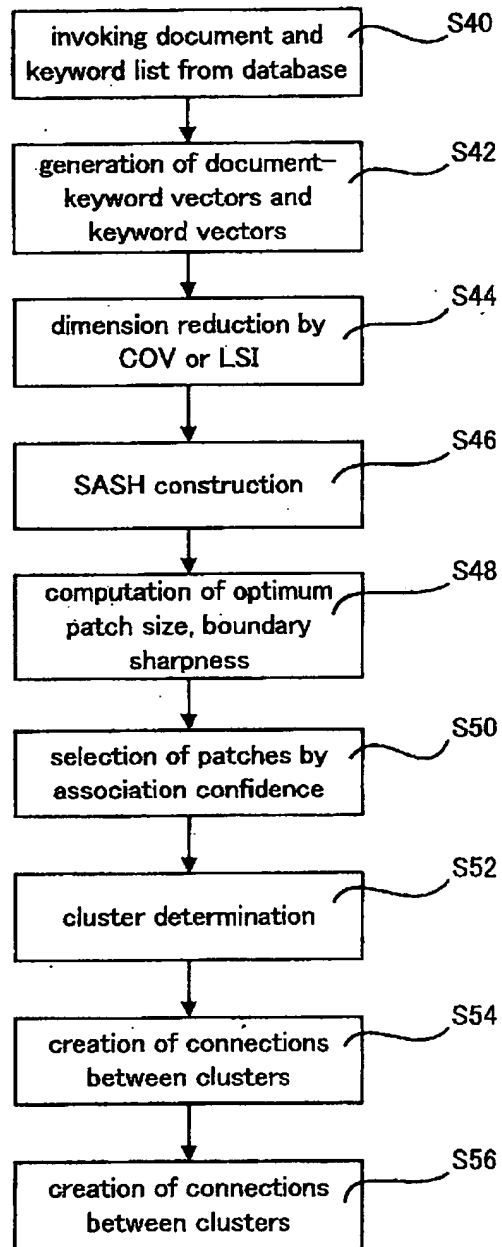 invoking document and
keyword list from database
S40
generation of document-
keyword vectors and
keyword vectors
S42
dimension reduction by
COV or LSI
S44
SASH construction
S46
computation of optimum
patch size, boundary
sharpness
S48
selection of patches by
association confidence
S50
cluster determination
S52
creation of connections
between clusters
S54
creation of connections
between clusters
S56